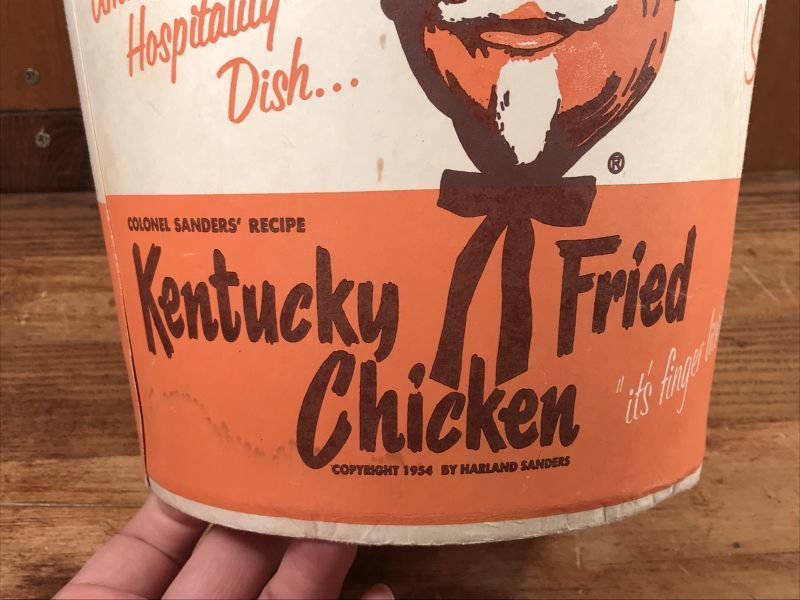 Hospitality
Dish...
®
COLONEL SANDERS' RECIPE
Kentucky Fried
Chicken
"it's finger
COPYRIGHT 1954 BY HARLAND SANDERS